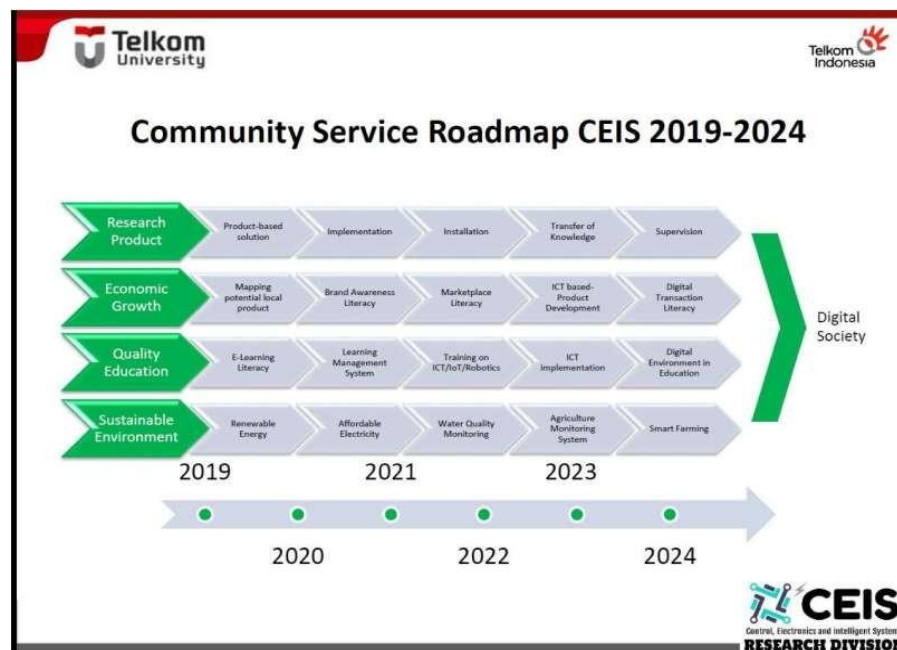 Telkom
University
Telkom
Indonesia
Community Service Roadmap CEIS 2019-2024
Research
Product
Product-based
solution
Implementation
Installation
Transfer of
Knowledge
Supervision
Economic
Growth
Mapping
potential local
product
Brand Awareness
Literacy
Marketplace
Literacy
ICT based-
Product
Development
Digital
Transaction
Literacy
Quality
Education
E-Learning
Literacy
Learning
Management
System
Training on
ICT/IoT/Robotics
ICT
Implementation
Digital
Environment in
Education
Sustainable
Environment
Renewable
Energy
Affordable
Electricity
Water Quality
Monitoring
Agriculture
Monitoring
System
Smart Farming
Digital
Society
2019
2021
2023
2020
2022
2024
CEIS
Control, Electronics and Intelligent System
RESEARCH DIVISION